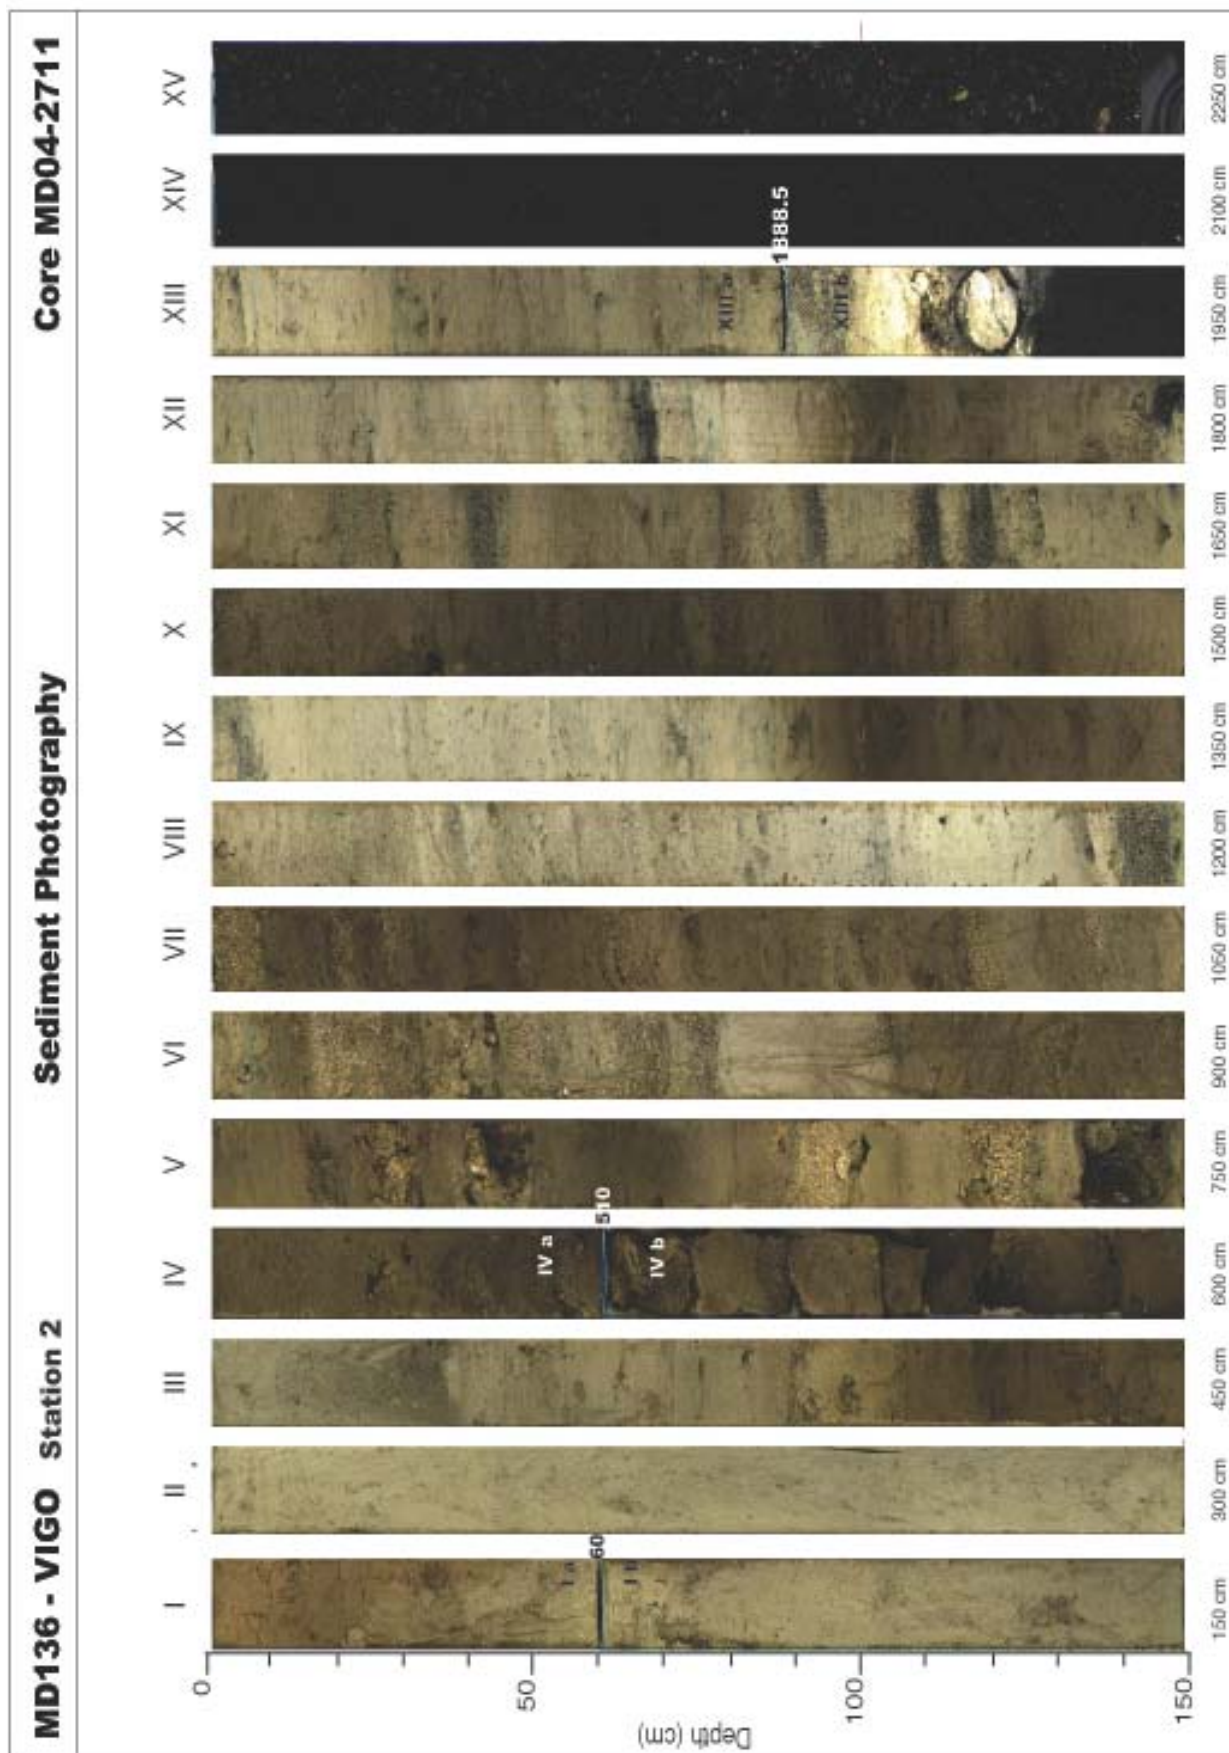 MD136 - VIGO Station 2 Sediment Photography Core MD04-2711
I II III IV V VI VII VIII IX X XI XII XIII XIV XV
0
50
100
150
Depth (cm)
I a
60
I b
IV a
510
IV b
XIII a
1888.5
XIII b
150 cm 300 cm 450 cm 600 cm 750 cm 900 cm 1050 cm 1200 cm 1350 cm 1500 cm 1650 cm 1800 cm 1950 cm 2100 cm 2250 cm